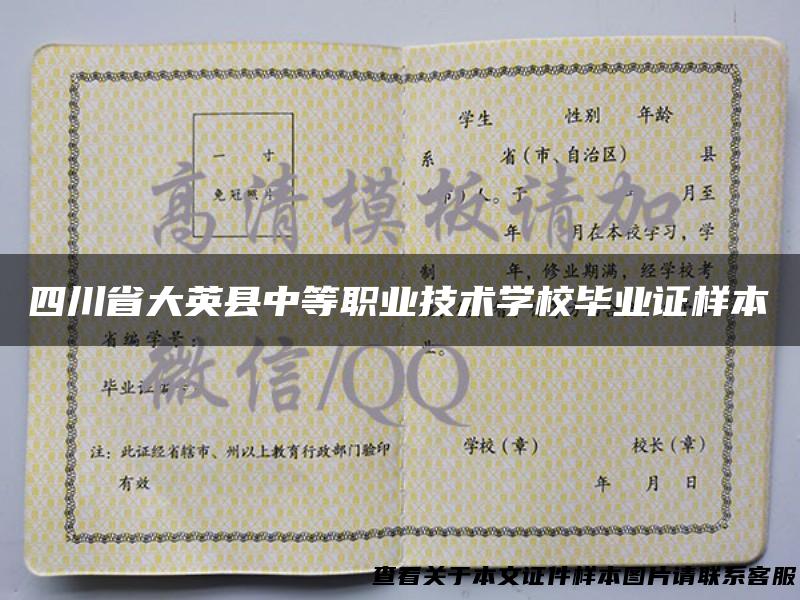 一 寸
免冠照片
省编学号：
毕业证
注：此证经省辖市、州以上教育行政部门验印
有效
学生 性别 年龄
系 省（市、自治区） 县
人。于 月至
年 月在本校学习，学
制 年，修业期满，经学校考
业。
学校（章） 校长（章）
年 月 日
高清模板请加
微信/QQ
四川省大英县中等职业技术学校毕业证样本
查看关于本文证件样本图片请联系客服